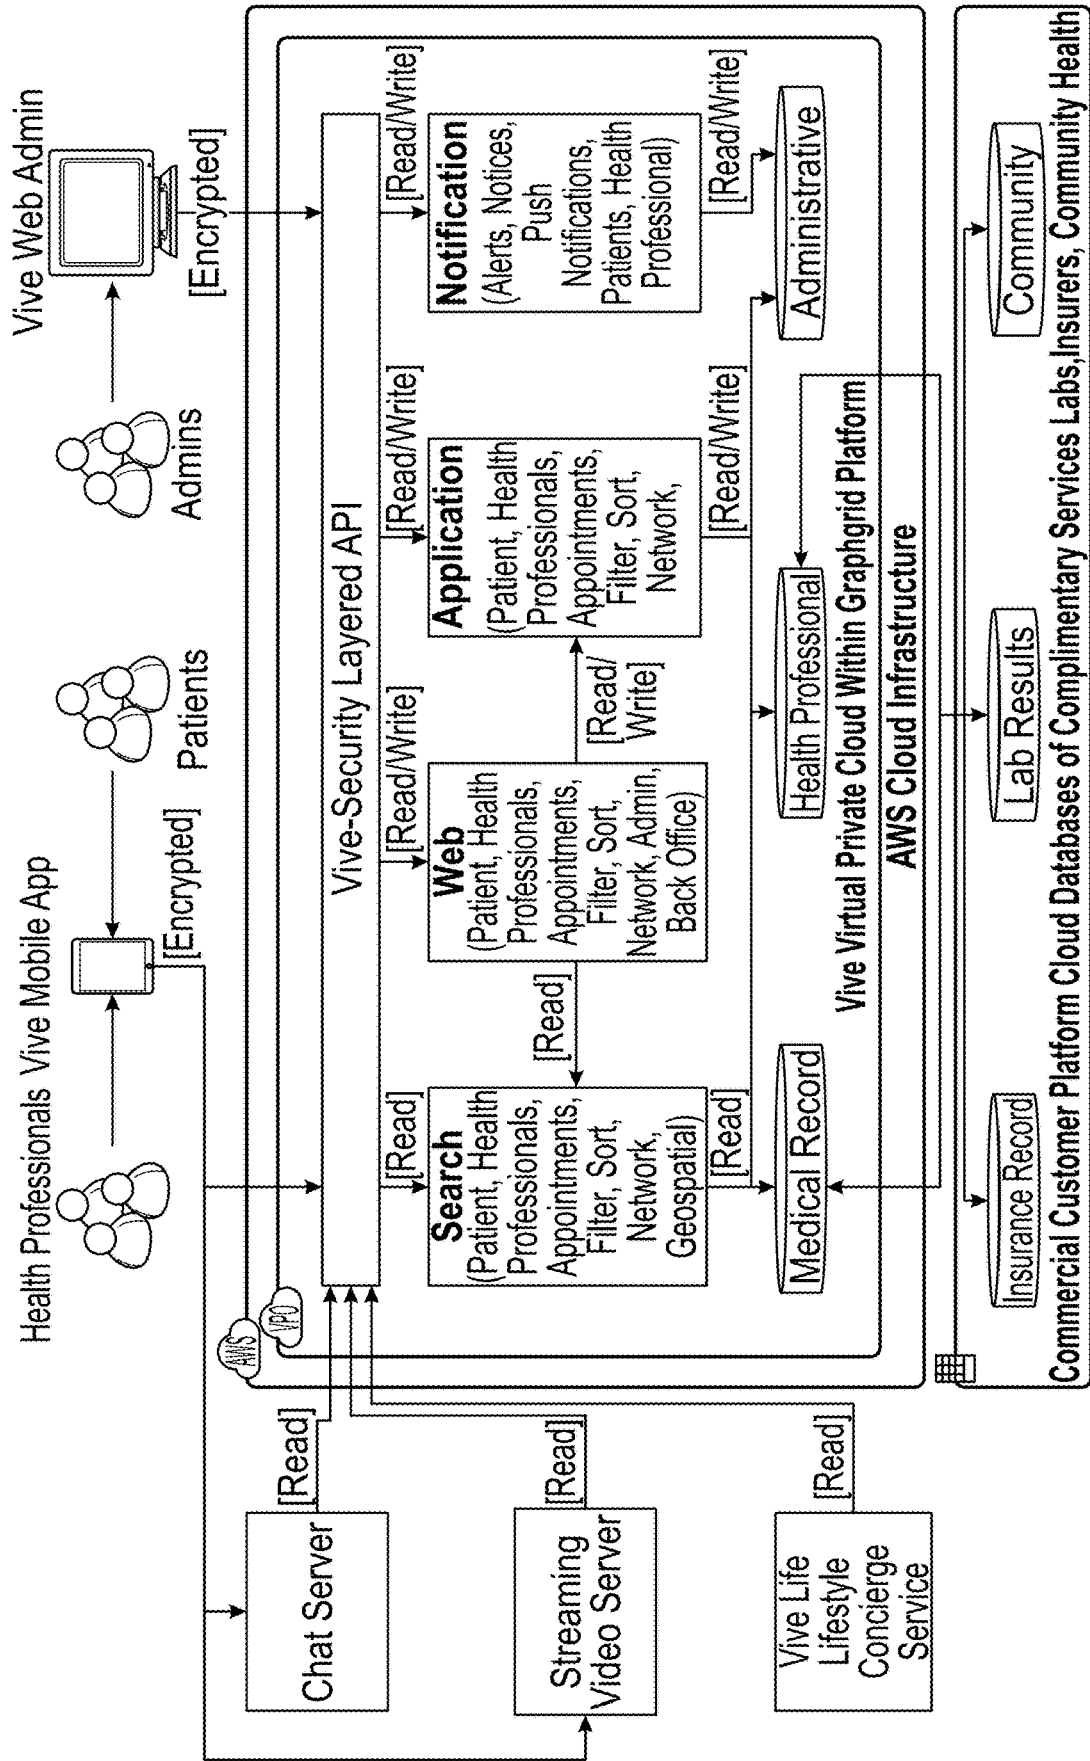 Health Professionals Vive Mobile App
Vive Web Admin
Patients
Admins
[Encrypted]
[Encrypted]
AWS
VPO
Vive-Security Layered API
[Read]
[Read/Write]
[Read/Write]
[Read/Write]
Chat Server
[Read]
Search
(Patient, Health
Professionals,
Appointments,
Filter, Sort,
Network,
Geospatial)
[Read]
Web
(Patient, Health
Professionals,
Appointments,
Filter, Sort,
Network, Admin,
Back Office)
[Read/
Write]
Application
(Patient, Health
Professionals,
Appointments,
Filter, Sort,
Network,
Notification
(Alerts, Notices,
Push
Notifications,
Patients, Health
Professional)
Streaming
Video Server
[Read]
[Read]
[Read/Write]
[Read/Write]
Medical Record
Health Professional
Administrative
Vive Virtual Private Cloud Within Graphgrid Platform
AWS Cloud Infrastructure
Vive Life
Lifestyle
Concierge
Service
[Read]
Insurance Record
Lab Results
Community
Commercial Customer Platform Cloud Databases of Complimentary Services Labs,Insurers, Community Health